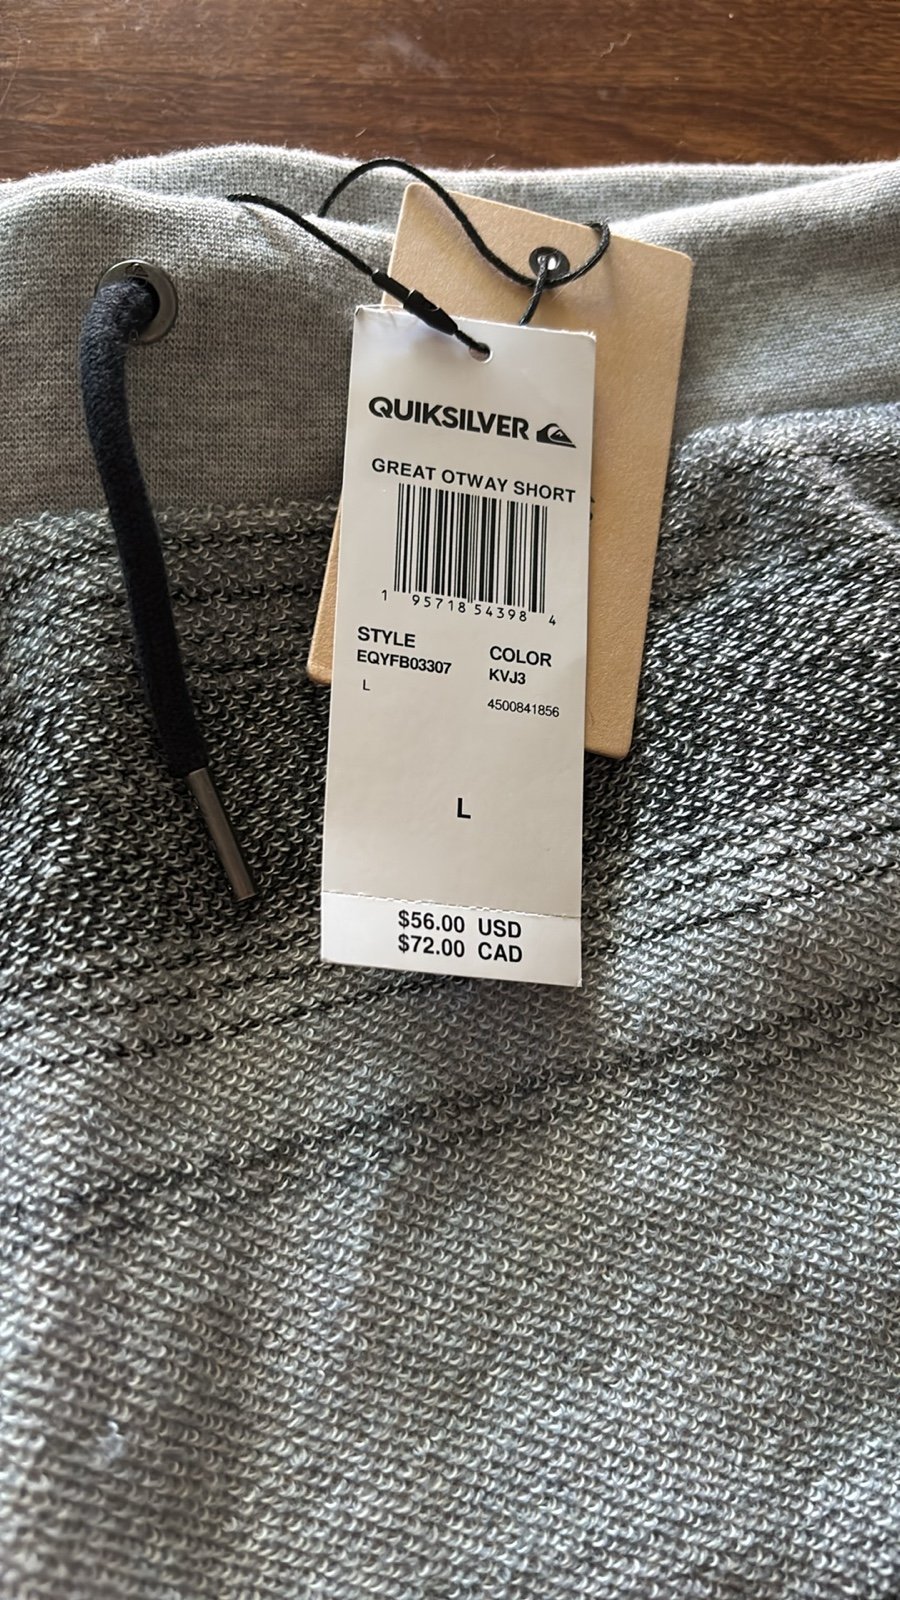 QUIKSILVER
GREAT OTWAY SHORT
1 95718 54398 4
STYLE
EQYFB03307
L
COLOR
KVJ3
4500841856
L
$56.00 USD
$72.00 CAD